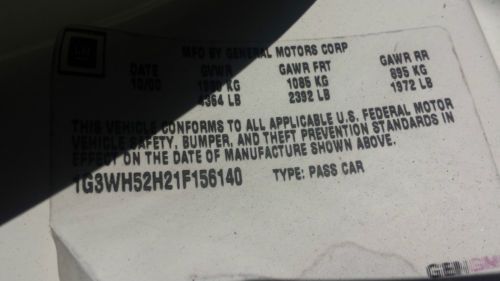 GM
MFD BY GENERAL MOTORS CORP
DATE GVWR GAWR FRT GAWR RR
10/00 1980 KG 1085 KG 895 KG
4364 LB 2392 LB 1972 LB
THIS VEHICLE CONFORMS TO ALL APPLICABLE U.S. FEDERAL MOTOR
VEHICLE SAFETY, BUMPER, AND THEFT PREVENTION STANDARDS IN
EFFECT ON THE DATE OF MANUFACTURE SHOWN ABOVE.
1G3WH52H21F156140 TYPE: PASS CAR